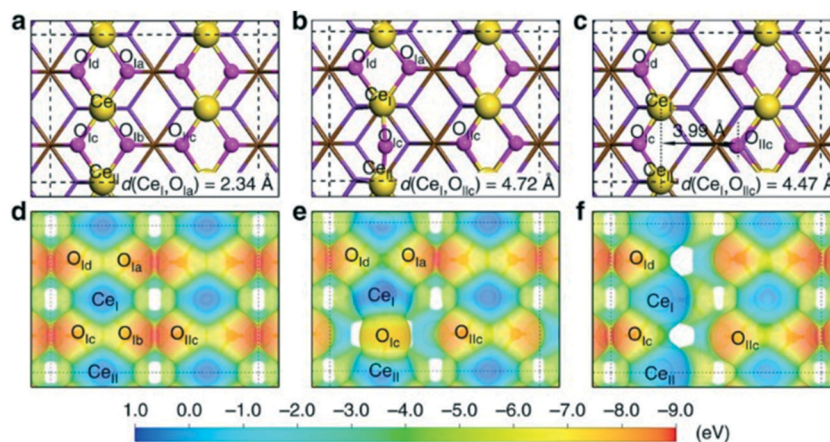 a
b
c
O_Id O_Ia
O_Id O_Ia
O_Id
Ce_I
Ce_I
Ce_I
3.99 Å
O_Ic O_Ib O_IIc
O_Ic O_IIc
O_Ic O_IIc
Ce_II d(Ce_I,O_Ia) = 2.34 Å
Ce_II d(Ce_I,O_IIc) = 4.72 Å
Ce_II d(Ce_I,O_IIc) = 4.47 Å
d
e
f
O_Id O_Ia
O_Id O_Ia
O_Id
Ce_I
Ce_I
Ce_I
O_Ic O_Ib O_IIc
O_Ic O_IIc
O_Ic O_IIc
Ce_II
Ce_II
Ce_II
1.0 0.0 −1.0 −2.0 −3.0 −4.0 −5.0 −6.0 −7.0 −8.0 −9.0
(eV)